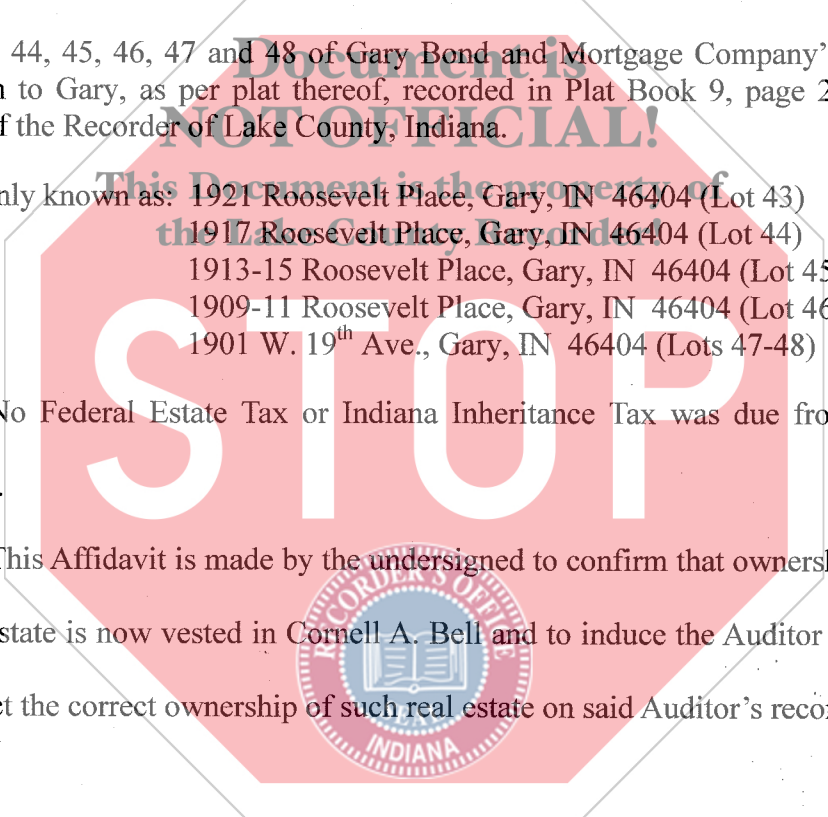 44, 45, 46, 47 and 48 of Gary Bond and Mortgage Company’
to Gary, as per plat thereof, recorded in Plat Book 9, page 2
f the Recorder of Lake County, Indiana.
Document is
NOT OFFICIAL!
This Document is the property of
the Lake County Recorder!
nly known as: 1921 Roosevelt Place, Gary, IN 46404 (Lot 43)
1917 Roosevelt Place, Gary, IN 46404 (Lot 44)
1913-15 Roosevelt Place, Gary, IN 46404 (Lot 45
1909-11 Roosevelt Place, Gary, IN 46404 (Lot 46
1901 W. 19th Ave., Gary, IN 46404 (Lots 47-48)
STOP
No Federal Estate Tax or Indiana Inheritance Tax was due fro
This Affidavit is made by the undersigned to confirm that ownersh
state is now vested in Cornell A. Bell and to induce the Auditor
t the correct ownership of such real estate on said Auditor’s recor
RECORDER'S OFFICE
INDIANA